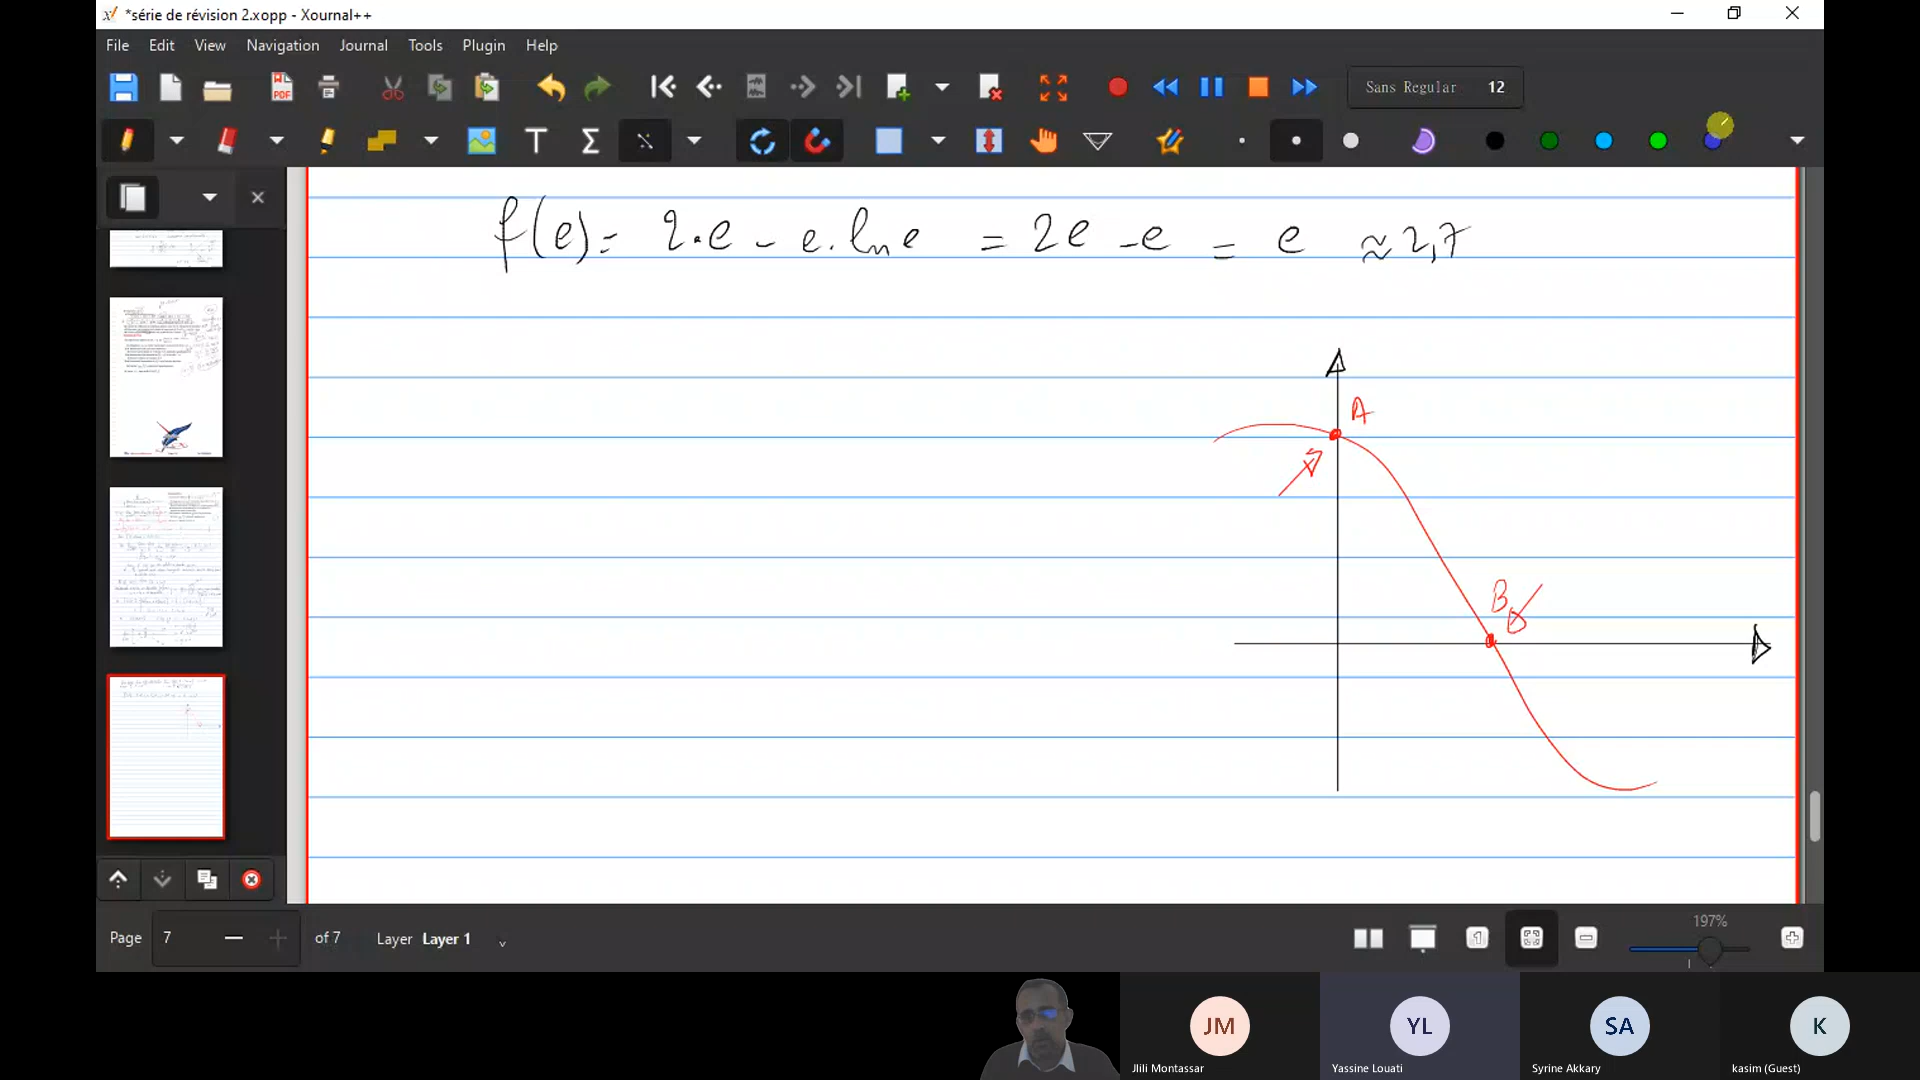 *série de révision 2.xopp - Xournal++
File Edit View Navigation Journal Tools Plugin Help
PDF
Sans Regular 12
T Σ
f(e) = 2·e - e·ln e = 2e - e = e ≈ 2,7
A
B
Page 7 of 7 Layer Layer 1
197%
JM YL SA K
Jlili Montassar Yassine Louati Syrine Akkary kasim (Guest)